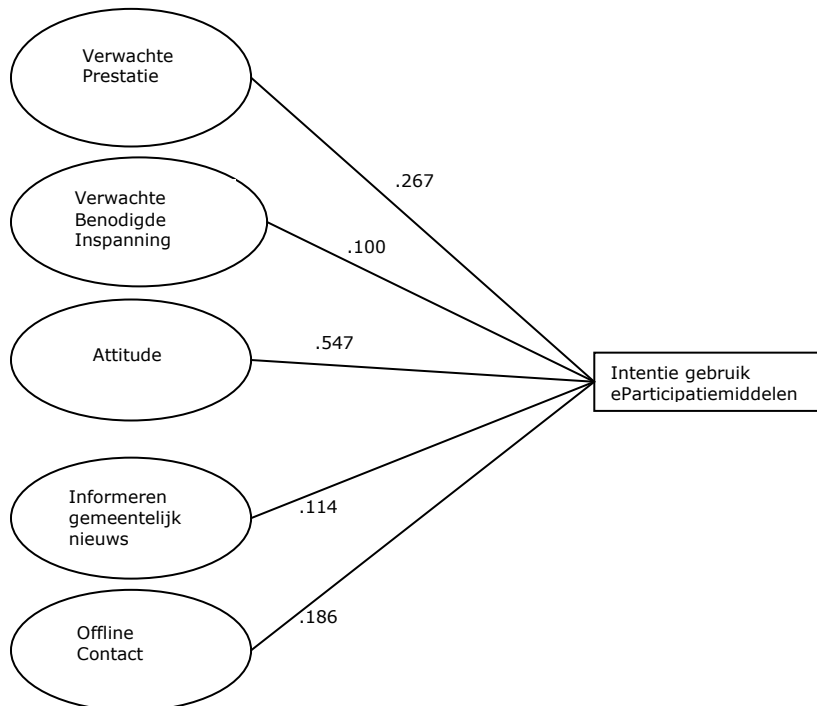 Verwachte
Prestatie
.267
Verwachte
Benodigde
Inspanning
.100
Attitude
.547
Intentie gebruik
eParticipatiemiddelen
Informeren
gemeentelijk
nieuws
.114
Offline
Contact
.186